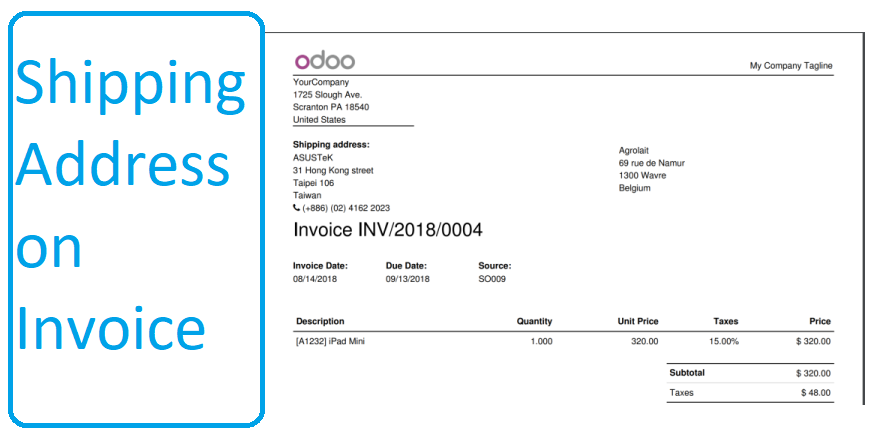 Shipping
Address
on
Invoice
odoo
My Company Tagline
YourCompany
1725 Slough Ave.
Scranton PA 18540
United States
Shipping address:
ASUSTeK
31 Hong Kong street
Taipei 106
Taiwan
(+886) (02) 4162 2023
Agrolait
69 rue de Namur
1300 Wavre
Belgium
Invoice INV/2018/0004
Invoice Date: Due Date: Source:
08/14/2018 09/13/2018 SO009
Description Quantity Unit Price Taxes Price
[A1232] iPad Mini 1.000 320.00 15.00% $ 320.00
Subtotal $ 320.00
Taxes $ 48.00